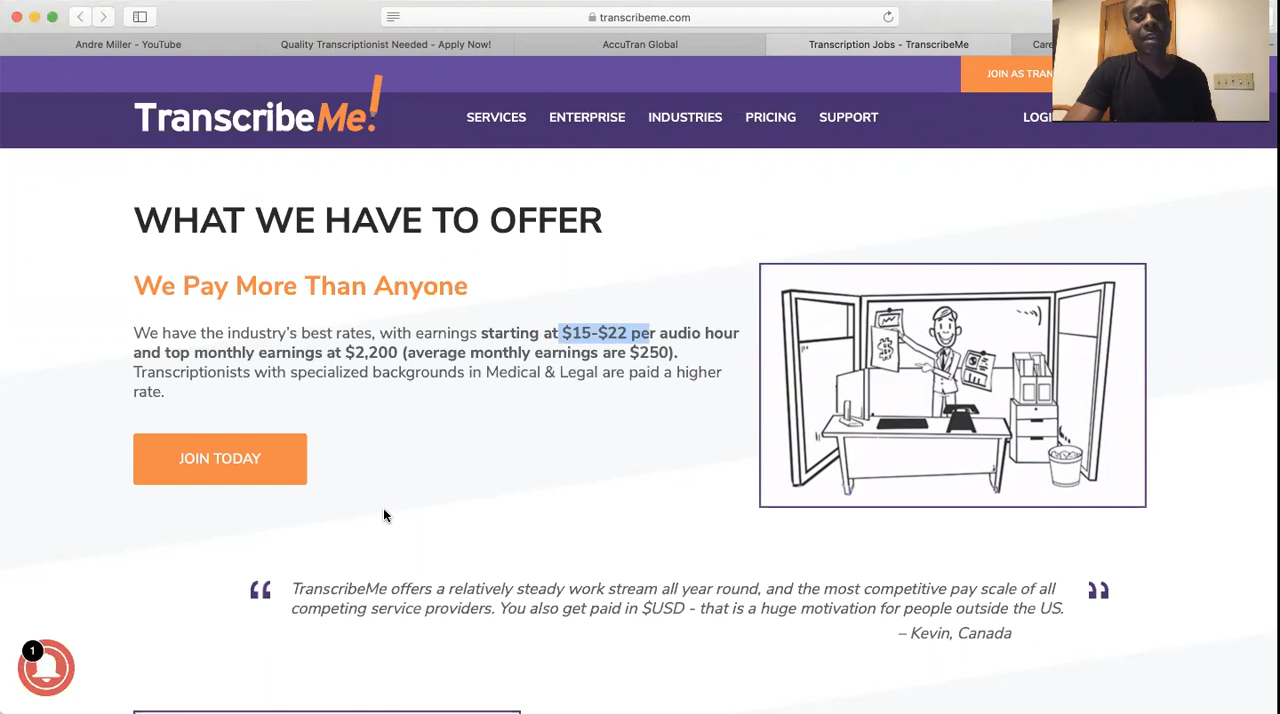 transcribeme.com
Andre Miller - YouTube
Quality Transcriptionist Needed - Apply Now!
AccuTran Global
Transcription Jobs - TranscribeMe
JOIN AS
TranscribeMe!
SERVICES
ENTERPRISE
INDUSTRIES
PRICING
SUPPORT
WHAT WE HAVE TO OFFER
We Pay More Than Anyone
We have the industry's best rates, with earnings starting at $15-$22 per audio hour
and top monthly earnings at $2,200 (average monthly earnings are $250).
Transcriptionists with specialized backgrounds in Medical & Legal are paid a higher
rate.
JOIN TODAY
$
“ TranscribeMe offers a relatively steady work stream all year round, and the most competitive pay scale of all ”
competing service providers. You also get paid in $USD - that is a huge motivation for people outside the US.
– Kevin, Canada
1